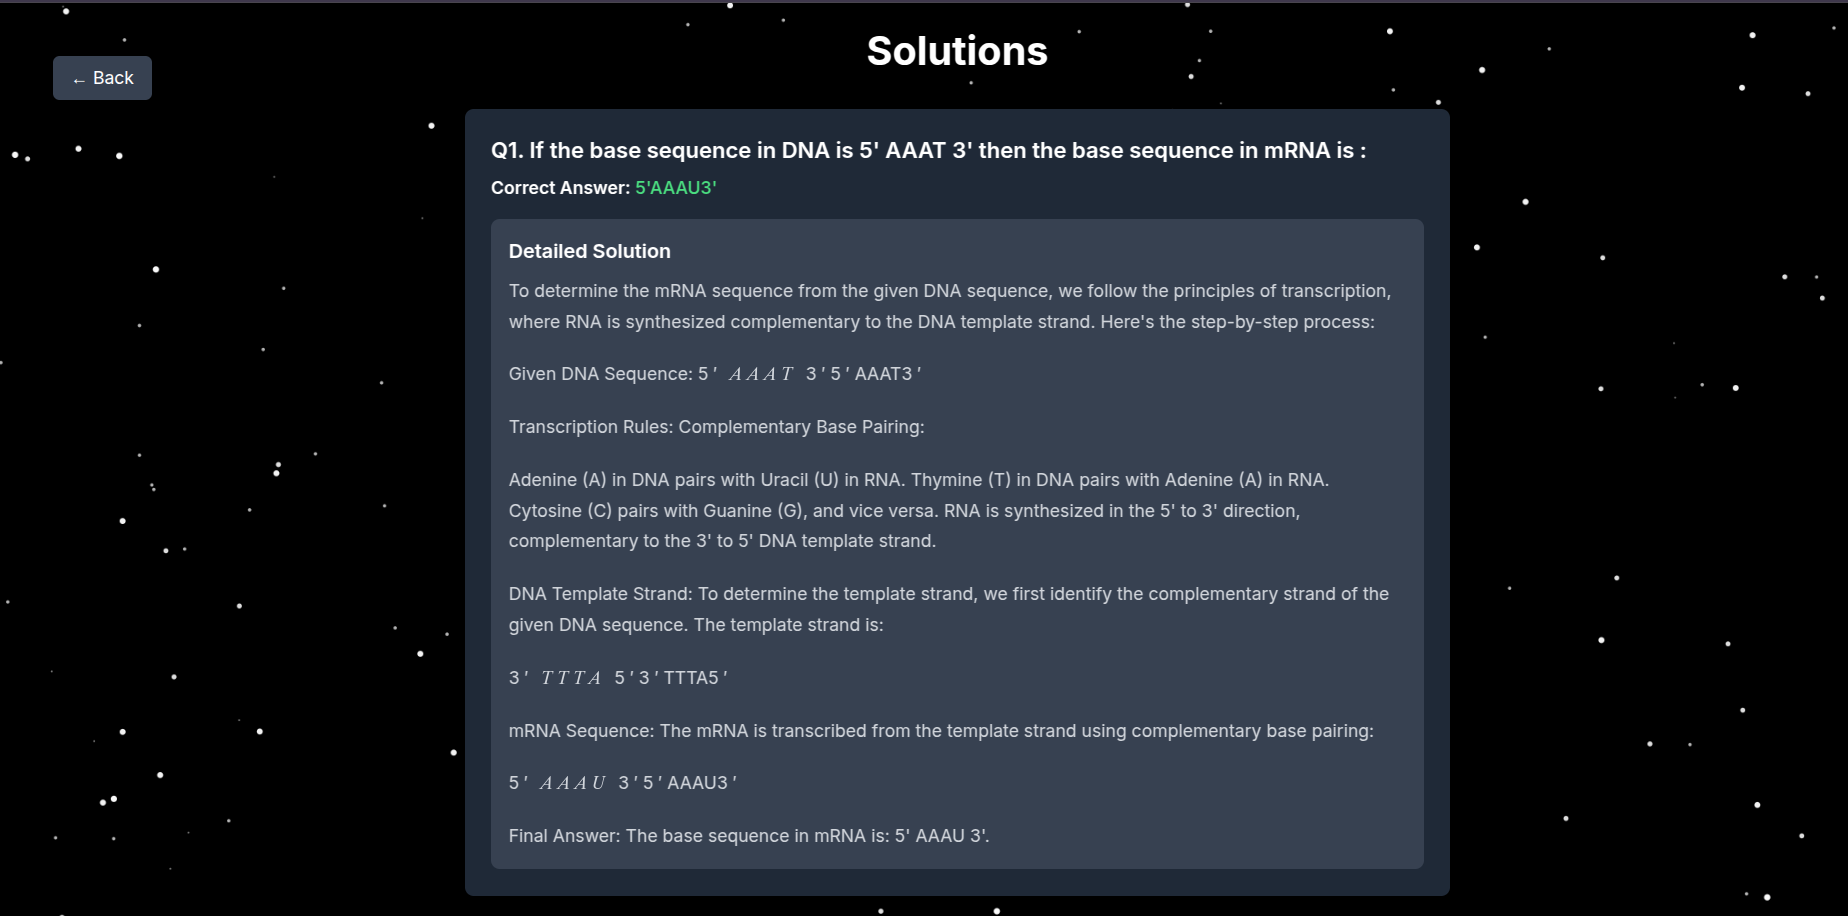 Solutions
← Back
Q1. If the base sequence in DNA is 5' AAAT 3' then the base sequence in mRNA is :
Correct Answer: 5'AAAU3'
Detailed Solution
To determine the mRNA sequence from the given DNA sequence, we follow the principles of transcription,
where RNA is synthesized complementary to the DNA template strand. Here's the step-by-step process:
Given DNA Sequence: 5 ′ 𝐴 𝐴 𝐴 𝑇 3 ′ 5 ′ AAAT3 ′
Transcription Rules: Complementary Base Pairing:
Adenine (A) in DNA pairs with Uracil (U) in RNA. Thymine (T) in DNA pairs with Adenine (A) in RNA.
Cytosine (C) pairs with Guanine (G), and vice versa. RNA is synthesized in the 5' to 3' direction,
complementary to the 3' to 5' DNA template strand.
DNA Template Strand: To determine the template strand, we first identify the complementary strand of the
given DNA sequence. The template strand is:
3 ′ 𝑇 𝑇 𝑇 𝐴 5 ′ 3 ′ TTTA5 ′
mRNA Sequence: The mRNA is transcribed from the template strand using complementary base pairing:
5 ′ 𝐴 𝐴 𝐴 𝑈 3 ′ 5 ′ AAAU3 ′
Final Answer: The base sequence in mRNA is: 5' AAAU 3'.